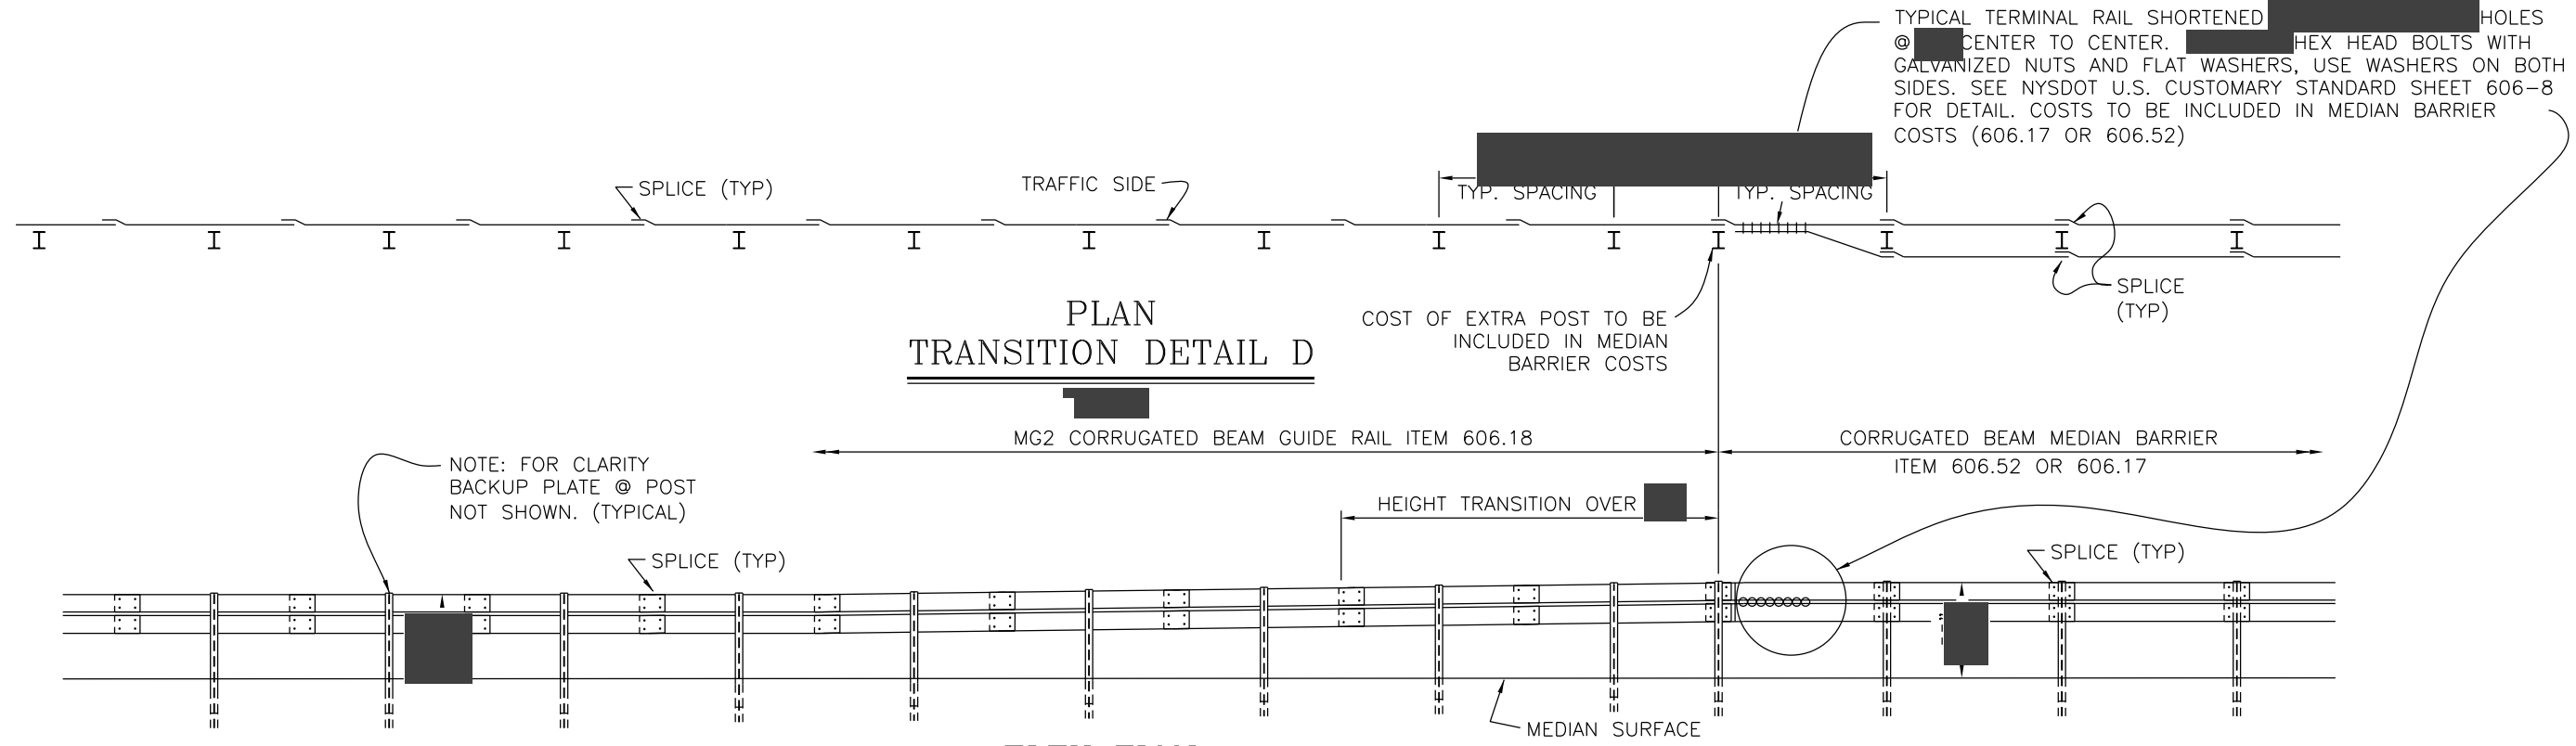 TYPICAL TERMINAL RAIL SHORTENED HOLES
@ CENTER TO CENTER. HEX HEAD BOLTS WITH
GALVANIZED NUTS AND FLAT WASHERS, USE WASHERS ON BOTH
SIDES. SEE NYSDOT U.S. CUSTOMARY STANDARD SHEET 606-8
FOR DETAIL. COSTS TO BE INCLUDED IN MEDIAN BARRIER
COSTS (606.17 OR 606.52)
SPLICE (TYP)
TRAFFIC SIDE
TYP. SPACING
TYP. SPACING
SPLICE
(TYP)
COST OF EXTRA POST TO BE
INCLUDED IN MEDIAN
BARRIER COSTS
PLAN
TRANSITION DETAIL D
MG2 CORRUGATED BEAM GUIDE RAIL ITEM 606.18
CORRUGATED BEAM MEDIAN BARRIER
ITEM 606.52 OR 606.17
NOTE: FOR CLARITY
BACKUP PLATE @ POST
NOT SHOWN. (TYPICAL)
HEIGHT TRANSITION OVER
SPLICE (TYP)
SPLICE (TYP)
MEDIAN SURFACE